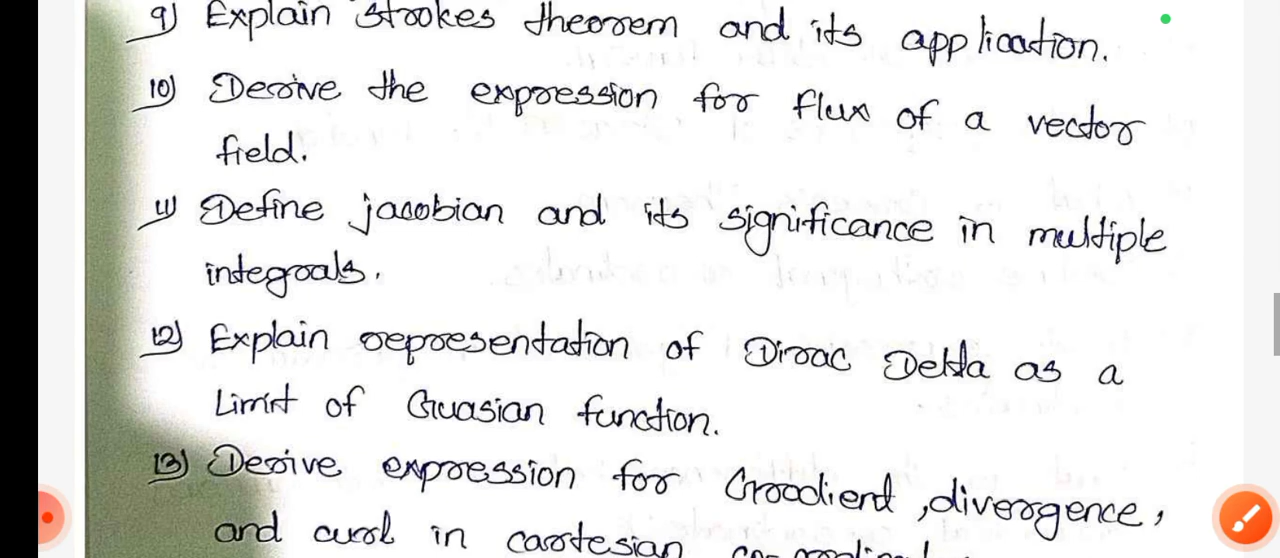 9) Explain strokes theorem and its application.
10) Derive the expression for flux of a vector
field.
11) Define jacobian and its significance in multiple
integrals.
12) Explain representation of Dirac Delta as a
Limit of Guasian function.
13) Derive expression for Gradient, divergence,
and curl in cartesian